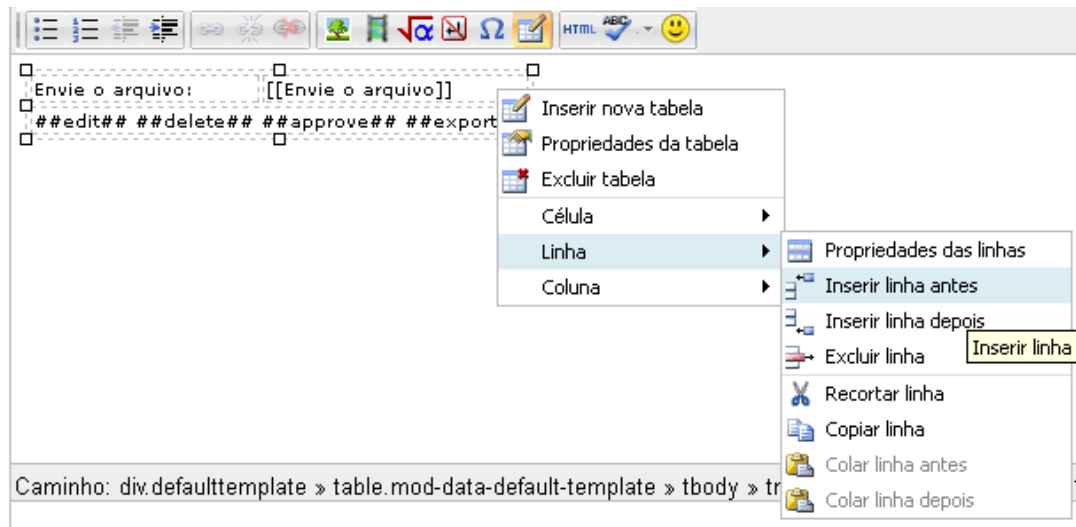 HTML ABC
Envie o arquivo: [[Envie o arquivo]]
##edit## ##delete## ##approve## ##export
Inserir nova tabela
Propriedades da tabela
Excluir tabela
Célula
Linha
Coluna
Propriedades das linhas
Inserir linha antes
Inserir linha depois
Inserir linha
Excluir linha
Recortar linha
Copiar linha
Colar linha antes
Colar linha depois
Caminho: div.defaulttemplate » table.mod-data-default-template » tbody » tr